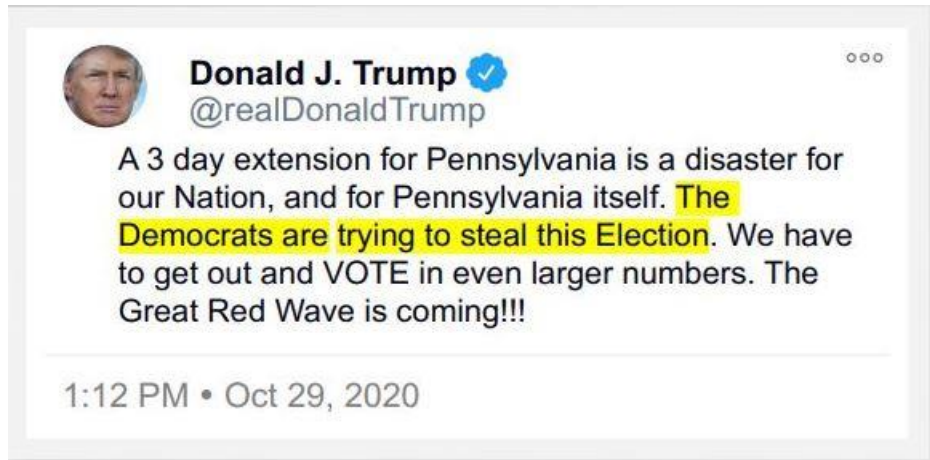 Donald J. Trump
@realDonaldTrump
A 3 day extension for Pennsylvania is a disaster for
our Nation, and for Pennsylvania itself. The
Democrats are trying to steal this Election. We have
to get out and VOTE in even larger numbers. The
Great Red Wave is coming!!!
1:12 PM • Oct 29, 2020